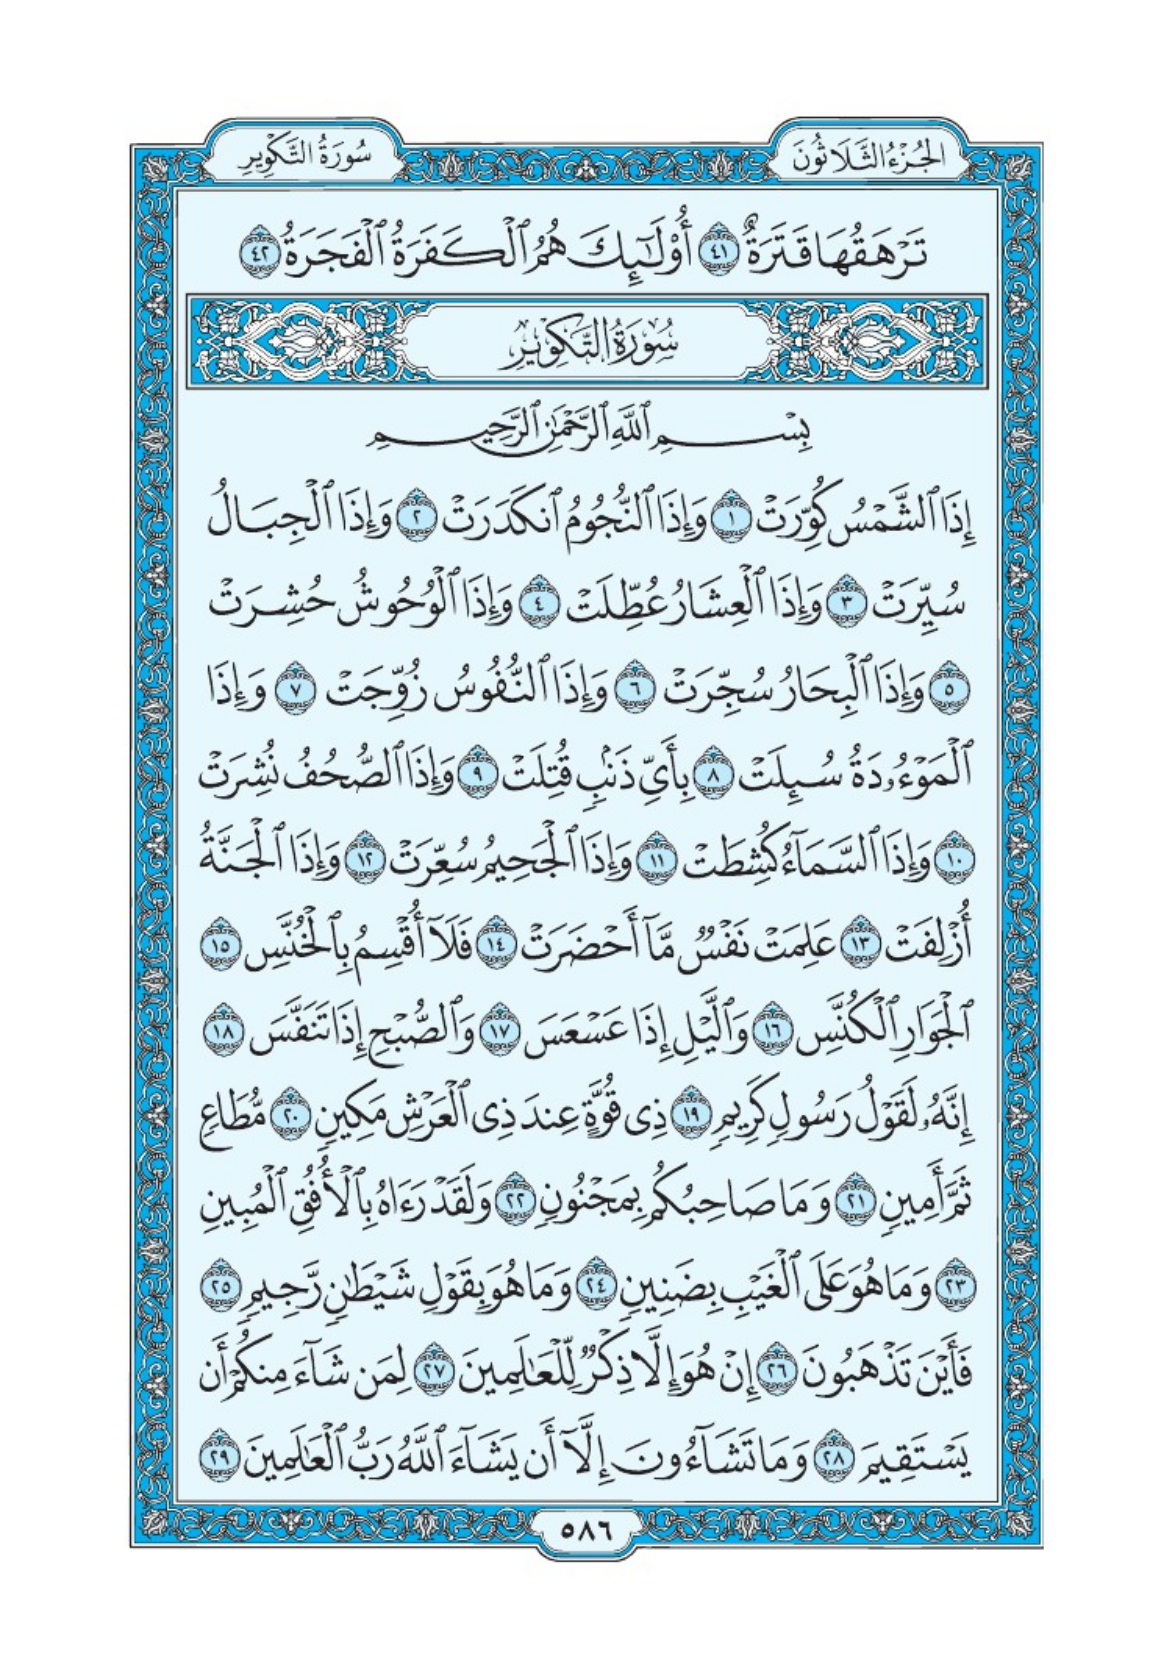 الجُزْءُ الثَّلَاثُونَ
سُورَةُ التَّكْوِيرِ
تَرْهَقُهَا قَتَرَةٌ ٤١ أُوْلَٰٓئِكَ هُمُ ٱلْكَفَرَةُ ٱلْفَجَرَةُ ٤٢
سُورَةُ التَّكْوِيرِ
بِسْمِ ٱللَّهِ ٱلرَّحْمَٰنِ ٱلرَّحِيمِ
إِذَا ٱلشَّمْسُ كُوِّرَتْ ١ وَإِذَا ٱلنُّجُومُ ٱنكَدَرَتْ ٢ وَإِذَا ٱلْجِبَالُ
سُيِّرَتْ ٣ وَإِذَا ٱلْعِشَارُ عُطِّلَتْ ٤ وَإِذَا ٱلْوُحُوشُ حُشِرَتْ
٥ وَإِذَا ٱلْبِحَارُ سُجِّرَتْ ٦ وَإِذَا ٱلنُّفُوسُ زُوِّجَتْ ٧ وَإِذَا
ٱلْمَوْءُۥدَةُ سُئِلَتْ ٨ بِأَيِّ ذَنۢبٍ قُتِلَتْ ٩ وَإِذَا ٱلصُّحُفُ نُشِرَتْ
١٠ وَإِذَا ٱلسَّمَآءُ كُشِطَتْ ١١ وَإِذَا ٱلْجَحِيمُ سُعِّرَتْ ١٢ وَإِذَا ٱلْجَنَّةُ
أُزْلِفَتْ ١٣ عَلِمَتْ نَفْسٌ مَّآ أَحْضَرَتْ ١٤ فَلَآ أُقْسِمُ بِٱلْخُنَّسِ ١٥
ٱلْجَوَارِ ٱلْكُنَّسِ ١٦ وَٱلَّيْلِ إِذَا عَسْعَسَ ١٧ وَٱلصُّبْحِ إِذَا تَنَفَّسَ ١٨
إِنَّهُۥ لَقَوْلُ رَسُولٍ كَرِيمٍ ١٩ ذِى قُوَّةٍ عِندَ ذِى ٱلْعَرْشِ مَكِينٍ ٢٠ مُّطَاعٍ
ثَمَّ أَمِينٍ ٢١ وَمَا صَاحِبُكُم بِمَجْنُونٍ ٢٢ وَلَقَدْ رَءَاهُ بِٱلْأُفُقِ ٱلْمُبِينِ
٢٣ وَمَا هُوَ عَلَى ٱلْغَيْبِ بِضَنِينٍ ٢٤ وَمَا هُوَ بِقَوْلِ شَيْطَٰنٍ رَّجِيمٍ ٢٥
فَأَيْنَ تَذْهَبُونَ ٢٦ إِنْ هُوَ إِلَّا ذِكْرٌ لِّلْعَٰلَمِينَ ٢٧ لِمَن شَآءَ مِنكُمْ أَن
يَسْتَقِيمَ ٢٨ وَمَا تَشَآءُونَ إِلَّآ أَن يَشَآءَ ٱللَّهُ رَبُّ ٱلْعَٰلَمِينَ ٢٩
٥٨٦